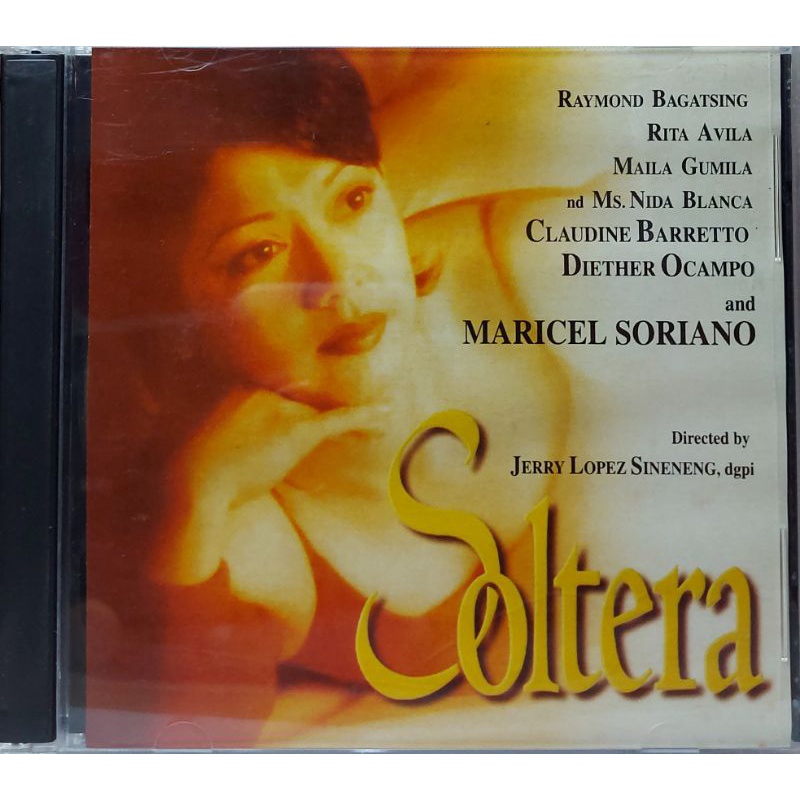 RAYMOND BAGATSING
RITA AVILA
MAILA GUMILA
nd MS. NIDA BLANCA
CLAUDINE BARRETTO
DIETHER OCAMPO
and
MARICEL SORIANO
Directed by
JERRY LOPEZ SINENENG, dgpi
Soltera